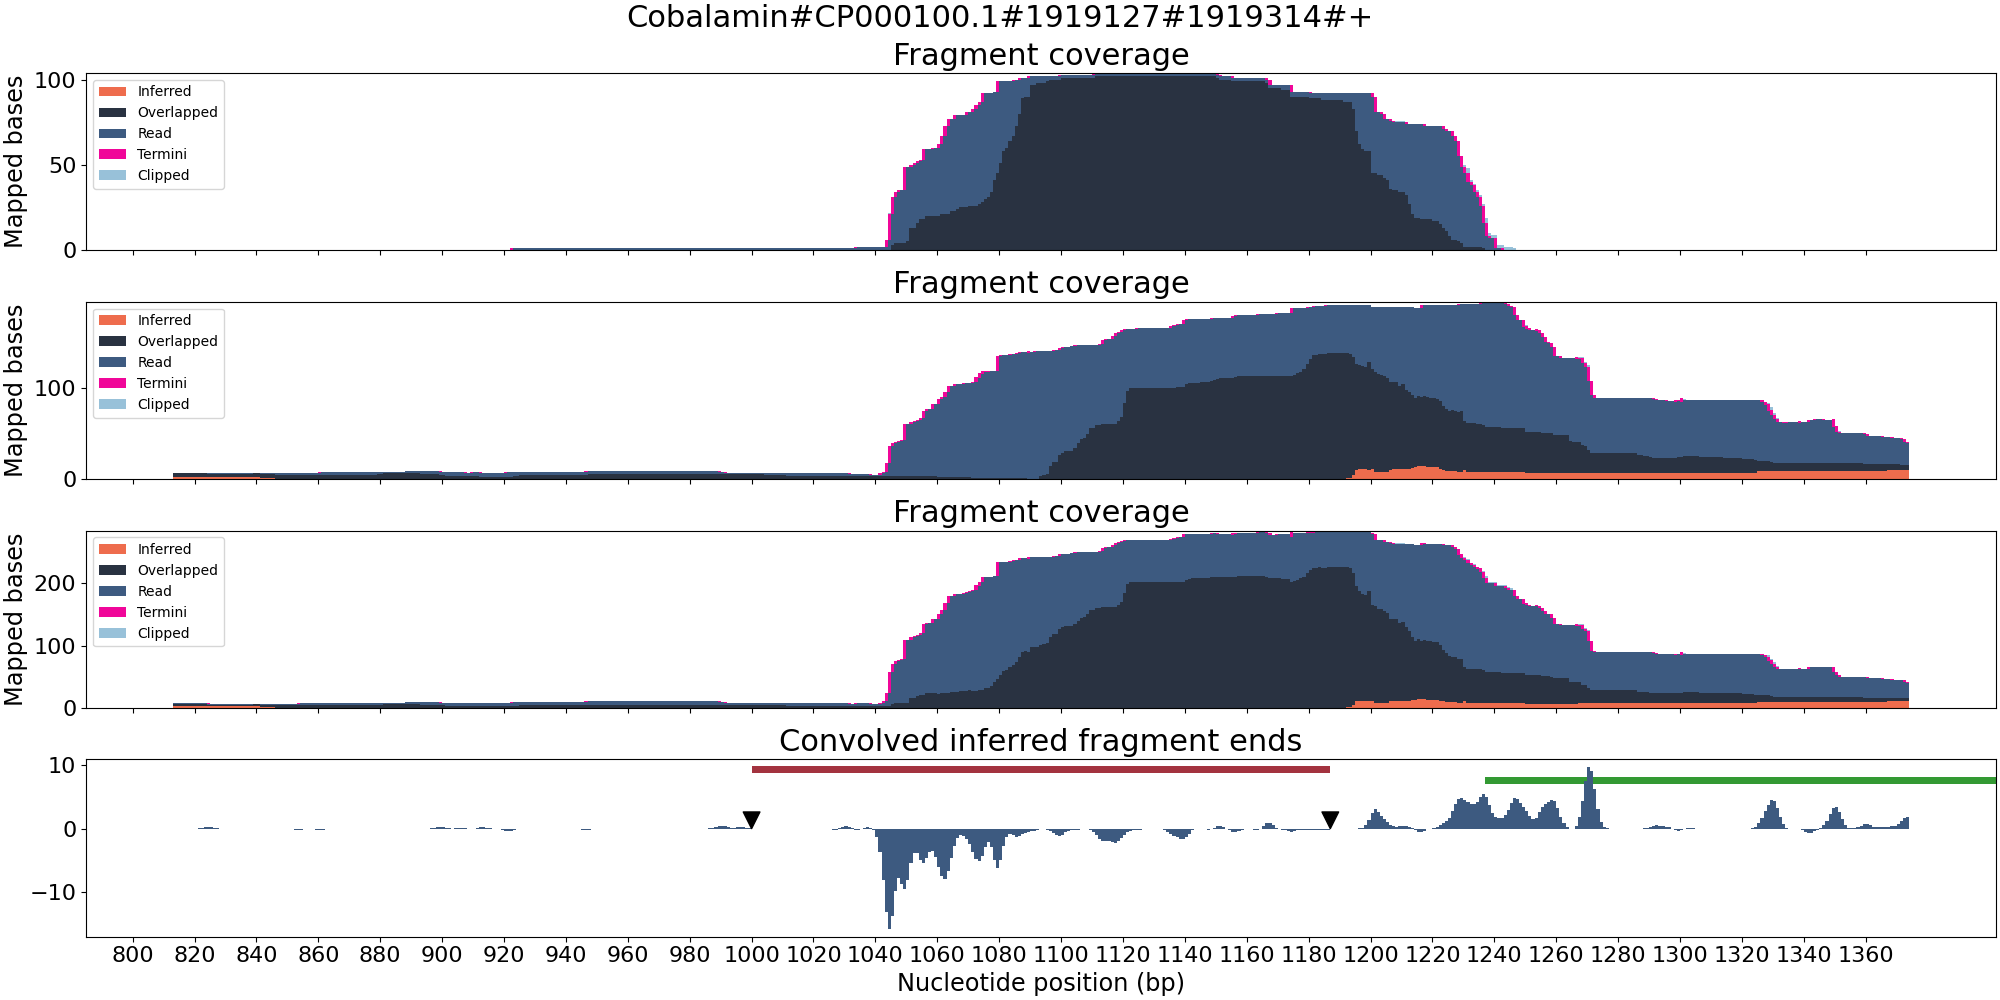 Cobalamin#CP000100.1#1919127#1919314#+
Fragment coverage
Mapped bases
100
50
0
Inferred
Overlapped
Read
Termini
Clipped
Fragment coverage
Mapped bases
100
0
Inferred
Overlapped
Read
Termini
Clipped
Fragment coverage
Mapped bases
200
100
0
Inferred
Overlapped
Read
Termini
Clipped
Convolved inferred fragment ends
10
0
−10
800 820 840 860 880 900 920 940 960 980 1000 1020 1040 1060 1080 1100 1120 1140 1160 1180 1200 1220 1240 1260 1280 1300 1320 1340 1360
Nucleotide position (bp)